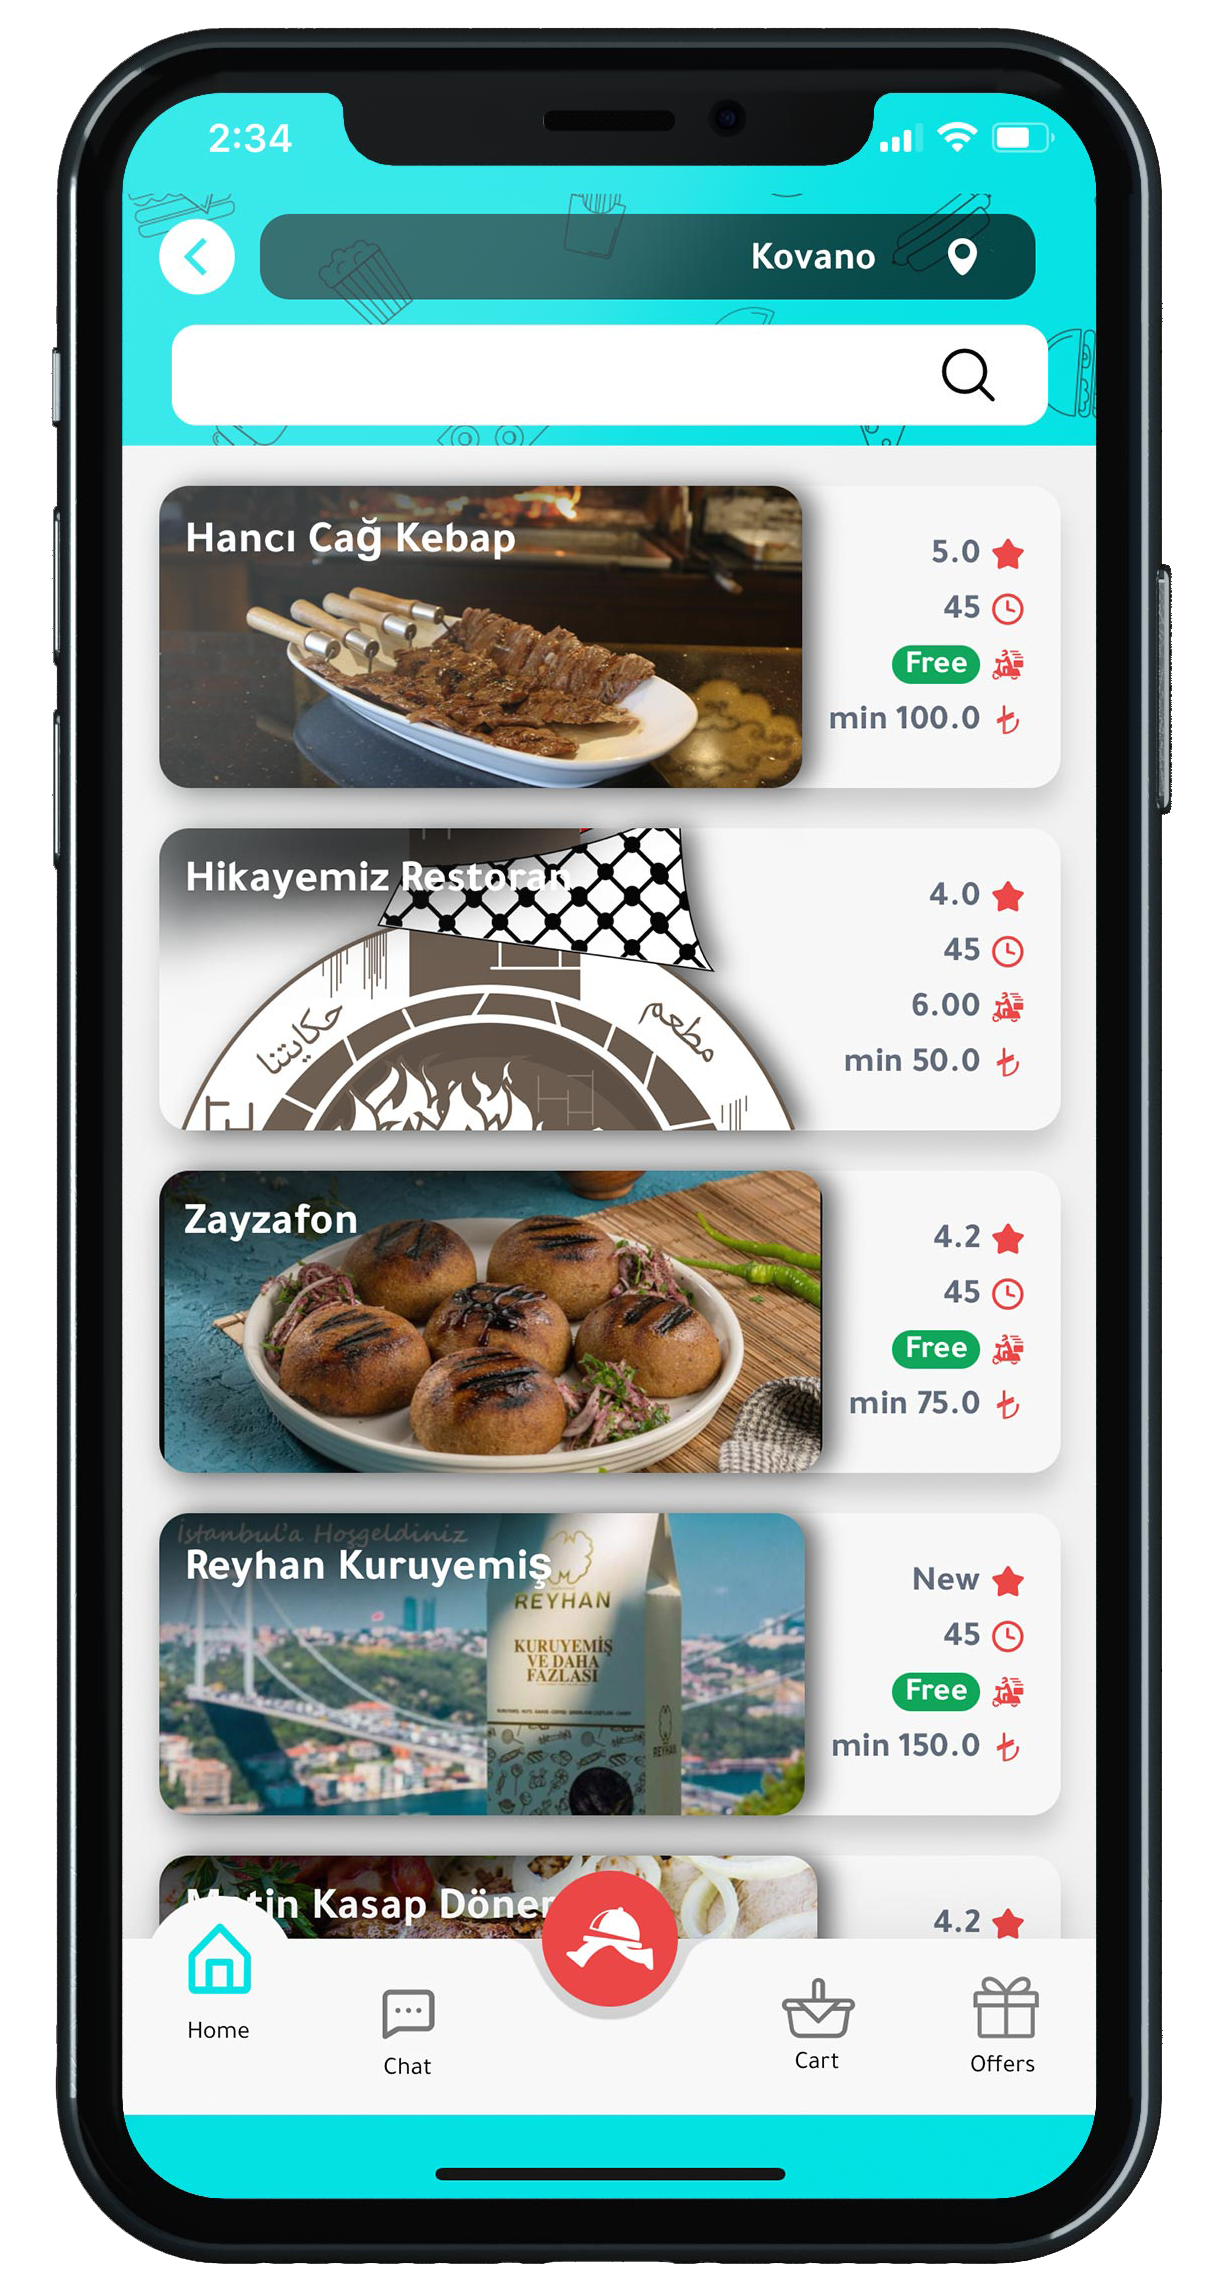 2:34
Kovano
Hancı Cağ Kebap
5.0
45
Free
min 100.0 ₺
Hikayemiz Restoran
حكايتنا
مطعم
4.0
45
6.00
min 50.0 ₺
Zayzafon
4.2
45
Free
min 75.0 ₺
İstanbul'a Hoşgeldiniz
Reyhan Kuruyemiş
REYHAN
KURUYEMİŞ
VE DAHA
FAZLASI
REYHAN
New
45
Free
min 150.0 ₺
Metin Kasap Döner
4.2
Home
Chat
Cart
Offers